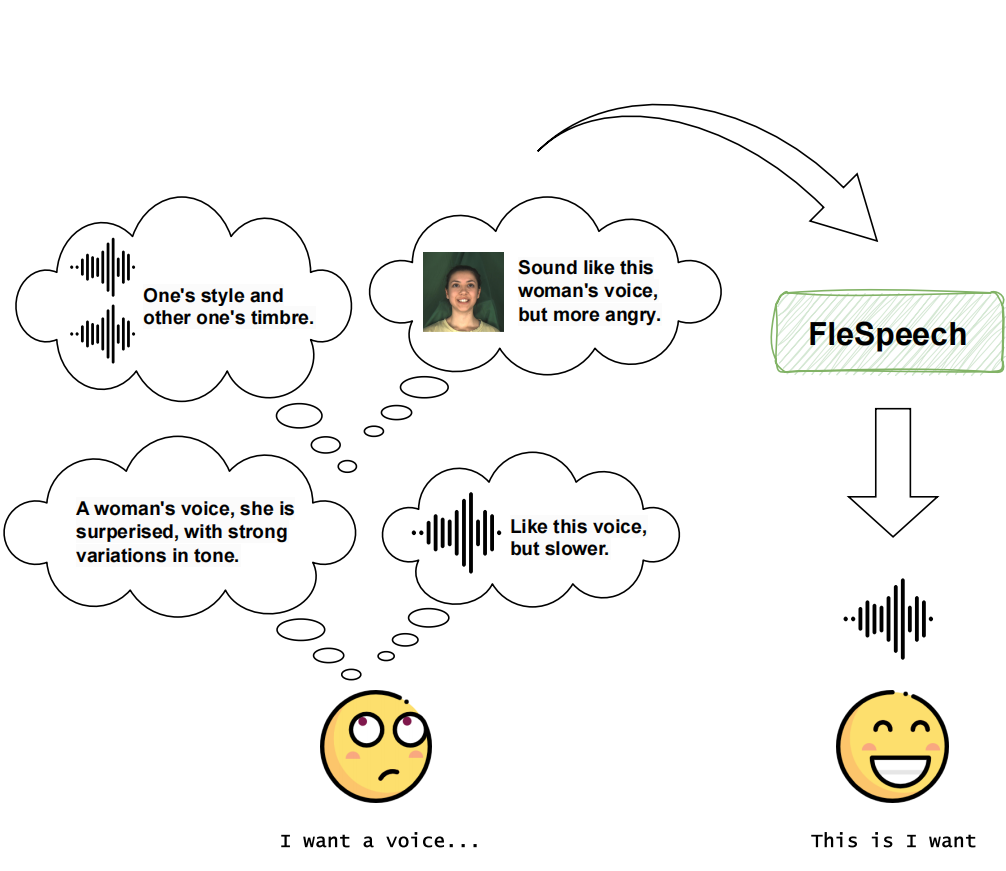 One's style and
other one's timbre.
Sound like this
woman's voice,
but more angry.
FleSpeech
A woman's voice, she is
surperised, with strong
variations in tone.
Like this voice,
but slower.
I want a voice...
This is I want